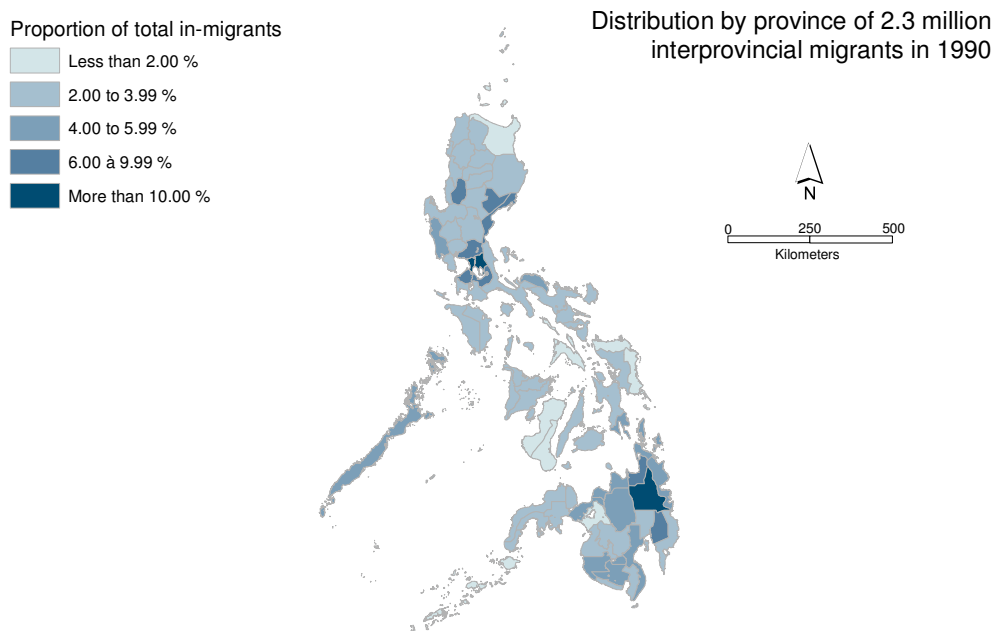 Proportion of total in-migrants
Less than 2.00 %
2.00 to 3.99 %
4.00 to 5.99 %
6.00 à 9.99 %
More than 10.00 %
Distribution by province of 2.3 million
interprovincial migrants in 1990
N
0 250 500
Kilometers